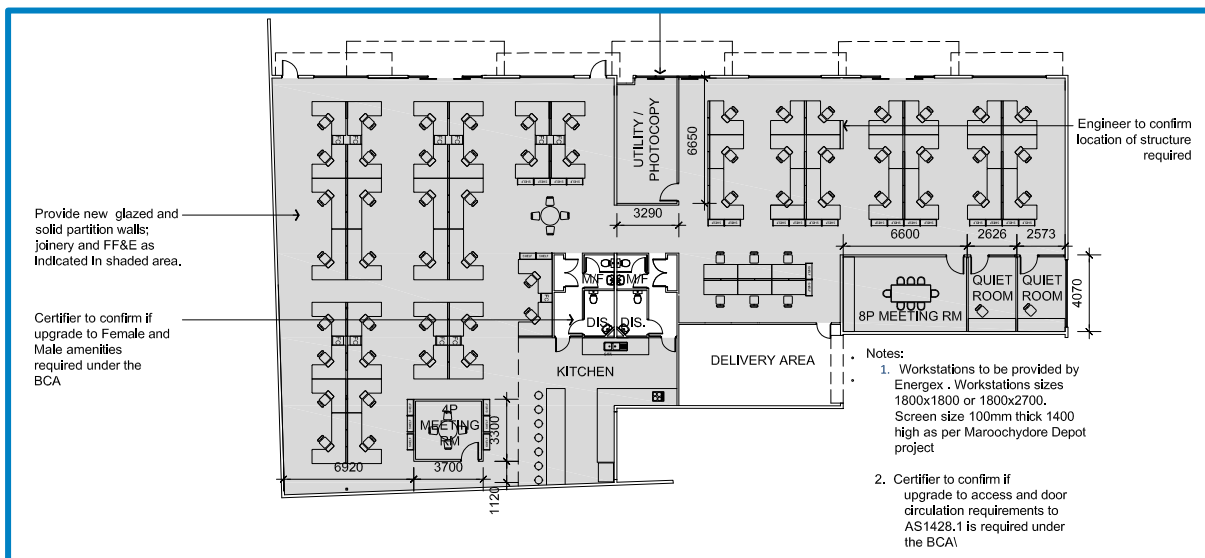 UTILITY /
PHOTOCOPY
6650
3290
Engineer to confirm
location of structure
required
Provide new glazed and
solid partition walls;
joinery and FF&E as
indicated in shaded area.
6600
2626
2573
M/F
M/F
QUIET
ROOM
QUIET
ROOM
4070
8P MEETING RM
Certifier to confirm if
upgrade to Female and
Male amenities
required under the
BCA
DIS.
DIS.
KITCHEN
DELIVERY AREA
4P
MEETING
RM
3300
6920
3700
1120
Notes:
1. Workstations to be provided by
Energex . Workstations sizes
1800x1800 or 1800x2700.
Screen size 100mm thick 1400
high as per Maroochydore Depot
project
2. Certifier to confirm if
upgrade to access and door
circulation requirements to
AS1428.1 is required under
the BCA\